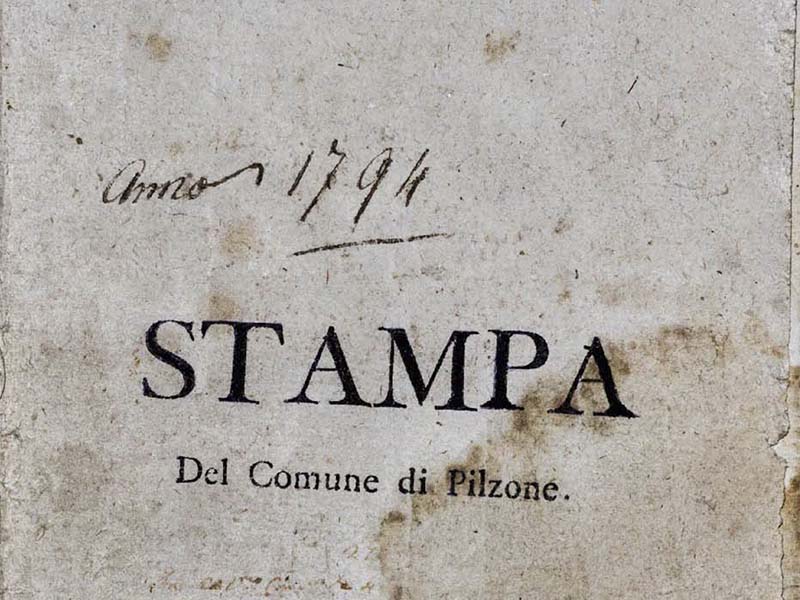 Anno 1794
STAMPA
Del Comune di Pilzone.